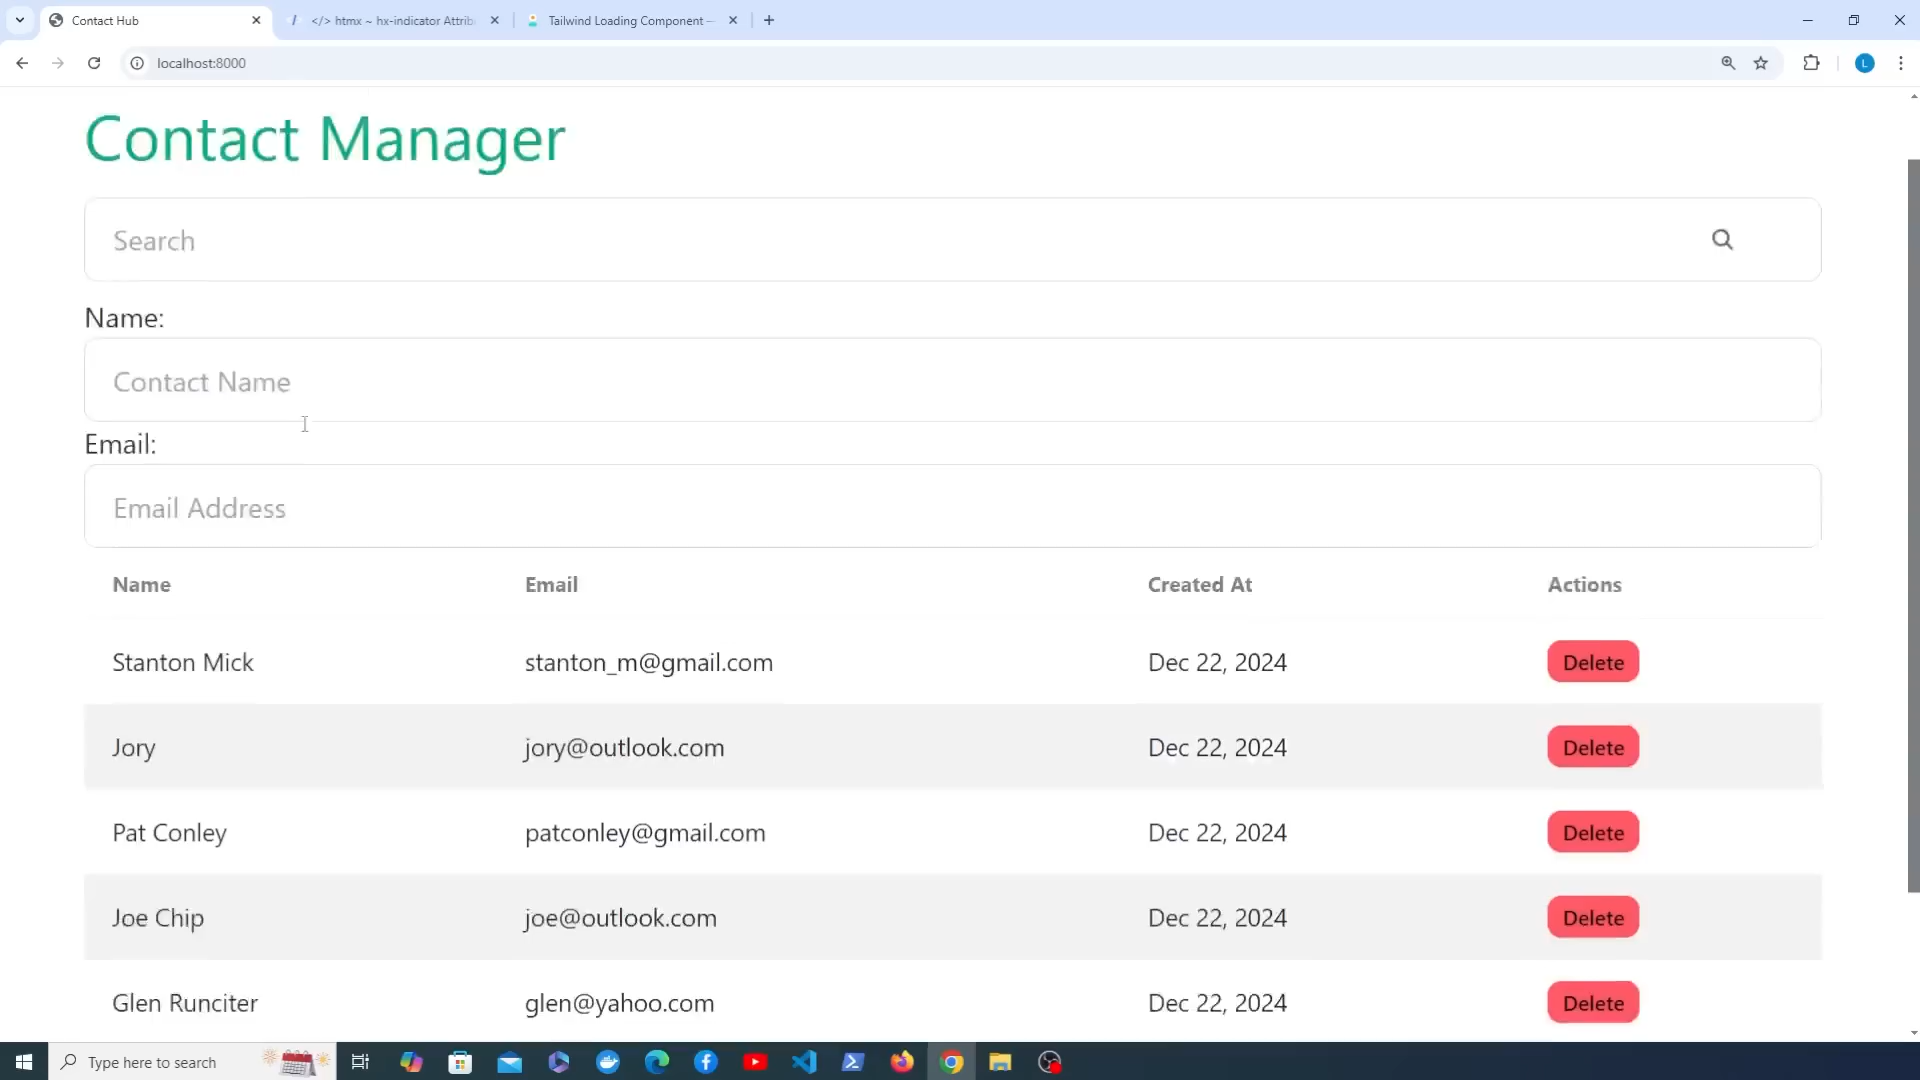 Contact Hub
</> htmx ~ hx-indicator Attrib
Tailwind Loading Component —
localhost:8000
L
Contact Manager
Search
Name:
Contact Name
Email:
Email Address
Name Email Created At Actions
Stanton Mick stanton_m@gmail.com Dec 22, 2024 Delete
Jory jory@outlook.com Dec 22, 2024 Delete
Pat Conley patconley@gmail.com Dec 22, 2024 Delete
Joe Chip joe@outlook.com Dec 22, 2024 Delete
Glen Runciter glen@yahoo.com Dec 22, 2024 Delete
Type here to search